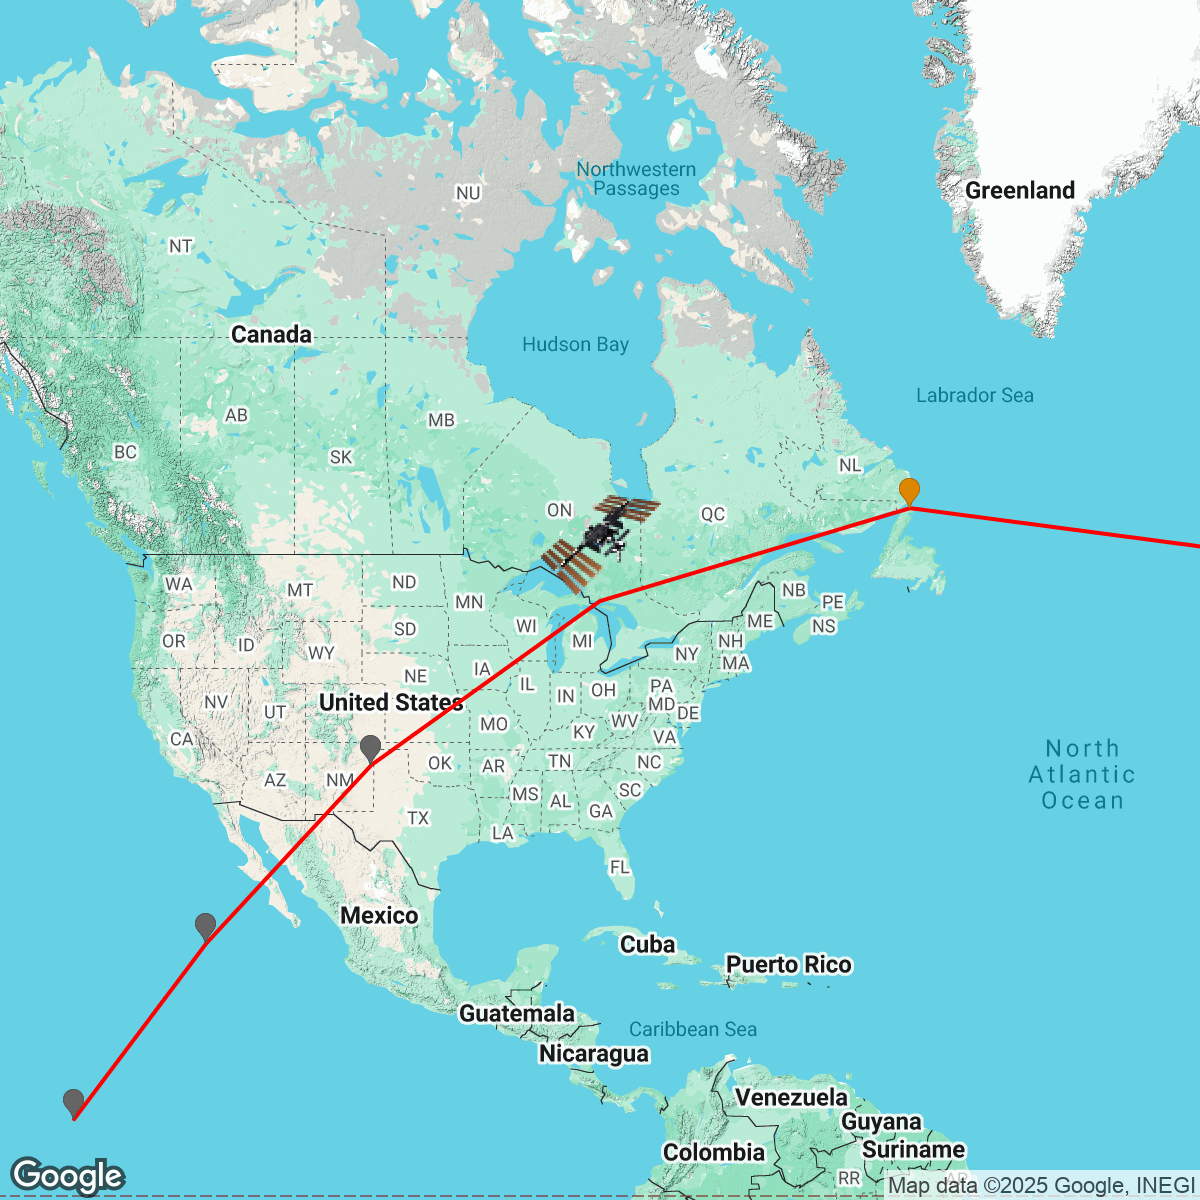 Northwestern
Passages
NU
Greenland
NT
Canada
Hudson Bay
Labrador Sea
AB
MB
BC
SK
NL
ON
QC
WA
MT
ND
MN
NB
PE
NS
ME
OR
ID
SD
WI
MI
NH
WY
NY
MA
NE
IA
IL
IN
OH
PA
NV
UT
United States
MD
DE
MO
WV
KY
VA
CA
North
Atlantic
Ocean
AZ
NM
OK
AR
TN
NC
TX
MS
AL
SC
GA
LA
FL
Mexico
Cuba
Puerto Rico
Guatemala
Caribbean Sea
Nicaragua
Venezuela
Guyana
Colombia
Suriname
RR
AP
Google
Map data ©2025 Google, INEGI